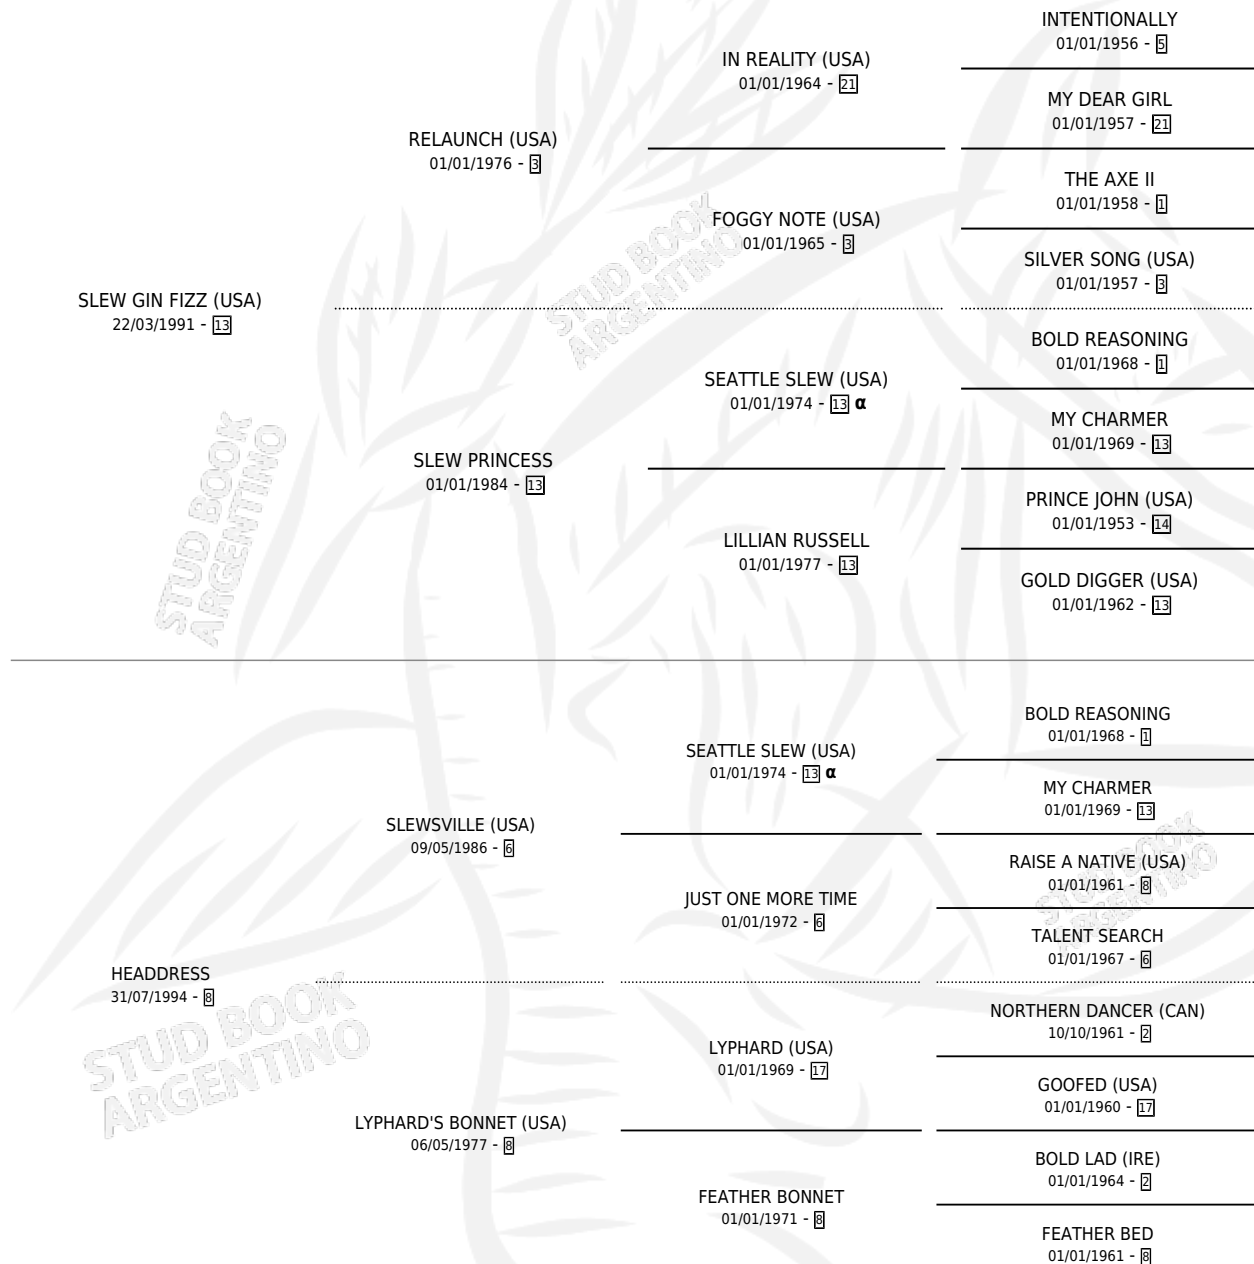 INTENTIONALLY
01/01/1956 - 5
IN REALITY (USA)
01/01/1964 - 21
MY DEAR GIRL
01/01/1957 - 21
RELAUNCH (USA)
01/01/1976 - 3
THE AXE II
01/01/1958 - 1
FOGGY NOTE (USA)
01/01/1965 - 3
SILVER SONG (USA)
01/01/1957 - 3
SLEW GIN FIZZ (USA)
22/03/1991 - 13
BOLD REASONING
01/01/1968 - 1
SEATTLE SLEW (USA)
01/01/1974 - 13 α
MY CHARMER
01/01/1969 - 13
SLEW PRINCESS
01/01/1984 - 13
PRINCE JOHN (USA)
01/01/1953 - 14
LILLIAN RUSSELL
01/01/1977 - 13
GOLD DIGGER (USA)
01/01/1962 - 13
BOLD REASONING
01/01/1968 - 1
SEATTLE SLEW (USA)
01/01/1974 - 13 α
MY CHARMER
01/01/1969 - 13
SLEWSVILLE (USA)
09/05/1986 - 6
RAISE A NATIVE (USA)
01/01/1961 - 8
JUST ONE MORE TIME
01/01/1972 - 6
TALENT SEARCH
01/01/1967 - 6
HEADDRESS
31/07/1994 - 8
NORTHERN DANCER (CAN)
10/10/1961 - 2
LYPHARD (USA)
01/01/1969 - 17
GOOFED (USA)
01/01/1960 - 17
LYPHARD'S BONNET (USA)
06/05/1977 - 8
BOLD LAD (IRE)
01/01/1964 - 2
FEATHER BONNET
01/01/1971 - 8
FEATHER BED
01/01/1961 - 8
STUD BOOK
ARGENTINO
STUD BOOK
ARGENTINO
STUD BOOK
ARGENTINO
STUD BOOK
ARGENTINO